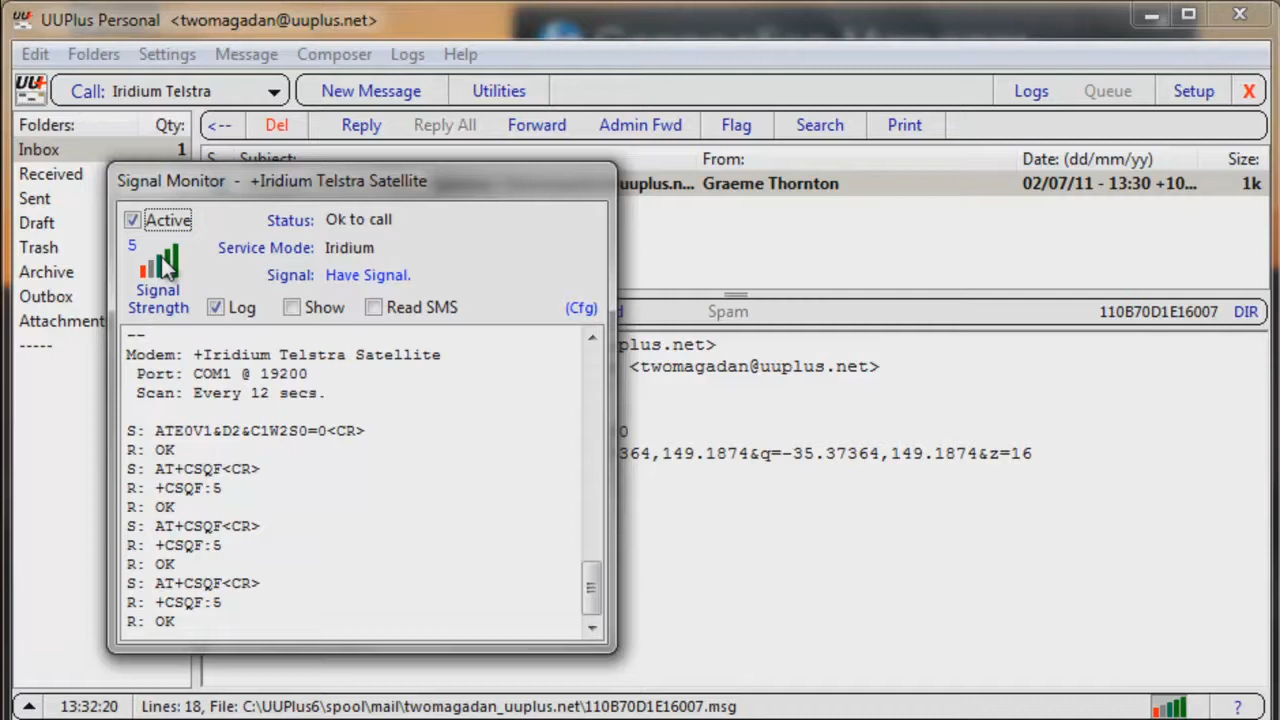 UUPlus Personal <twomagadan@uuplus.net>
Edit Folders Settings Message Composer Logs Help
UU+ Call: Iridium Telstra New Message Utilities Logs Queue Setup X
Folders: Qty: <-- Del Reply Reply All Forward Admin Fwd Flag Search Print
Inbox 1
Received
Sent
Draft
Trash
Archive
Outbox
Attachment
-----
S Subject: From: Date: (dd/mm/yy) Size:
uuplus.n... Graeme Thornton 02/07/11 - 13:30 +10... 1k
Signal Monitor - +Iridium Telstra Satellite
Active Status: Ok to call
5 Service Mode: Iridium
Signal: Have Signal.
Signal
Strength
Log Show Read SMS (Cfg)
--
Modem: +Iridium Telstra Satellite
Port: COM1 @ 19200
Scan: Every 12 secs.
S: ATE0V1&D2&C1W2S0=0<CR>
R: OK
S: AT+CSQF<CR>
R: +CSQF:5
R: OK
S: AT+CSQF<CR>
R: +CSQF:5
R: OK
S: AT+CSQF<CR>
R: +CSQF:5
R: OK
d Spam 110B70D1E16007 DIR
plus.net>
<twomagadan@uuplus.net>
0
364,149.1874&q=-35.37364,149.1874&z=16
13:32:20 Lines: 18, File: C:\UUPlus6\spool\mail\twomagadan_uuplus.net\110B70D1E16007.msg ?